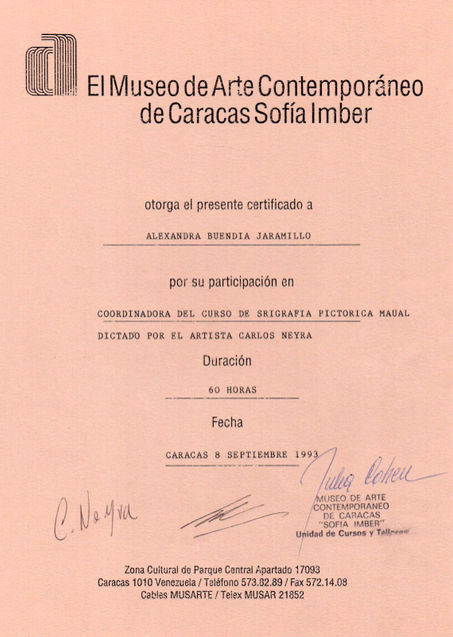 El Museo de Arte Contemporáneo
de Caracas Sofía Imber
otorga el presente certificado a
ALEXANDRA BUENDIA JARAMILLO
por su participación en
COORDINADORA DEL CURSO DE SRIGRAFIA PICTORICA MAUAL
DICTADO POR EL ARTISTA CARLOS NEYRA
Duración
60 HORAS
Fecha
CARACAS 8 SEPTIEMBRE 1993
Julia Cohen
C. Neyra
MUSEO DE ARTE
CONTEMPORANEO
DE CARACAS
"SOFIA IMBER"
Unidad de Cursos y Talleres
Zona Cultural de Parque Central Apartado 17093
Caracas 1010 Venezuela / Teléfono 573.82.89 / Fax 572.14.08
Cables MUSARTE / Telex MUSAR 21852